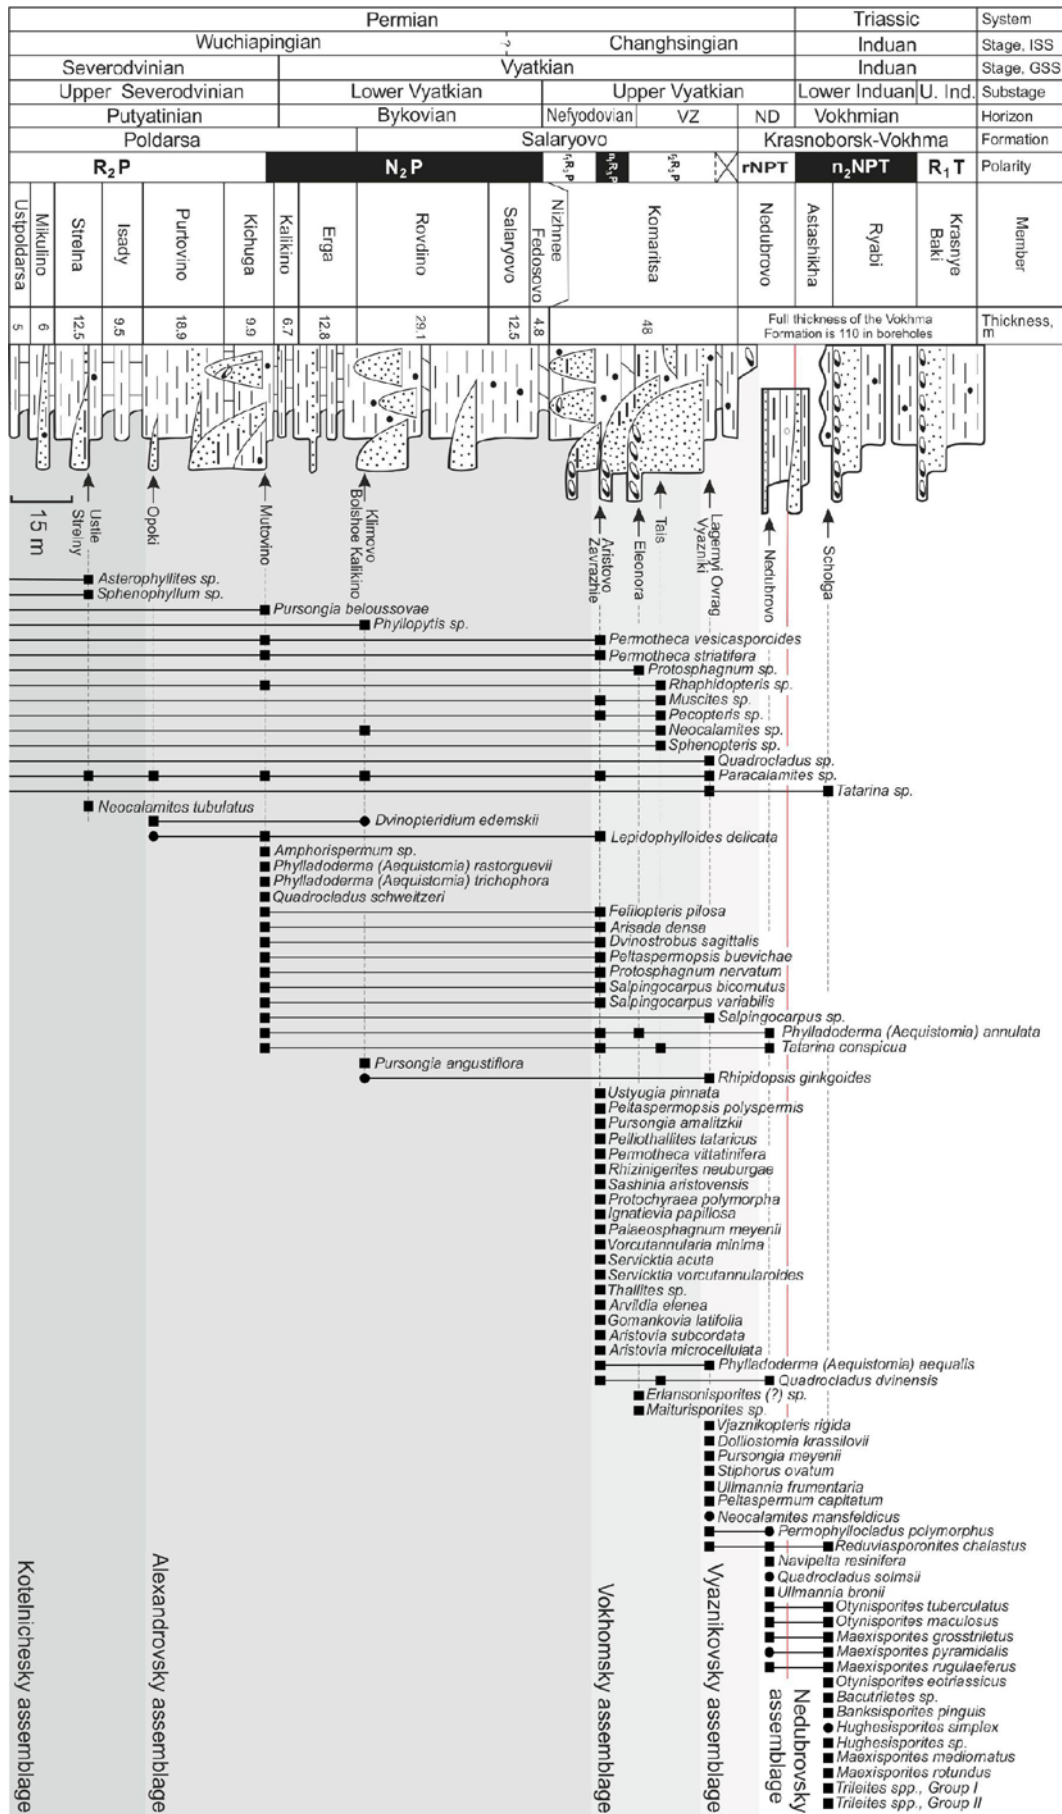 Permian Triassic System
Wuchiapingian ? Changhsingian Induan Stage, ISS
Severodvinian Vyatkian Induan Stage, GSS
Upper Severodvinian Lower Vyatkian Upper Vyatkian Lower Induan U. Ind. Substage
Putyatinian Bykovian Nefyodovian VZ ND Vokhmian Horizon
Poldarsa Salaryovo Krasnoborsk-Vokhma Formation
R₂P N₂P r₁R₃P n₁R₃P r₂R₃P rNPT n₂NPT R₁T Polarity
Ustpoldarsa
Mikulino
Strelna
Isady
Purtovino
Kichuga
Kalikino
Erga
Rovdino
Salaryovo
Fedosovo
Nizhnee
Komaritsa
Nedubrovo
Astashikha
Ryabi
Krasnye
Baki
Member
5 6 12.5 9.5 18.9 9.9 6.7 12.8 29.1 12.5 4.8 48
Full thickness of the Vokhma
Formation is 110 in boreholes
Thickness,
m
15 m
Ustie
Strelny
Opoki
Mutovino
Klimovo
Bolshoe Kalikino
Aristovo
Zavrazhie
Eleonora
Tais
Lagernyi Ovrag
Vyazniki
Nedubrovo
Scholga
Asterophyllites sp.
Sphenophyllum sp.
Pursongia beloussovae
Phyllopytis sp.
Permotheca vesicasporoides
Permotheca striatifera
Protosphagnum sp.
Rhaphidopteris sp.
Muscites sp.
Pecopteris sp.
Neocalamites sp.
Sphenopteris sp.
Quadrocladus sp.
Paracalamites sp.
Tatarina sp.
Neocalamites tubulatus
Dvinopteridium edemskii
Lepidophylloides delicata
Amphorispermum sp.
Phylladoderma (Aequistomia) rastorguevii
Phylladoderma (Aequistomia) trichophora
Quadrocladus schweitzeri
Fefilopteris pilosa
Arisada densa
Dvinostrobus sagittalis
Peltaspermopsis buevichae
Protosphagnum nervatum
Salpingocarpus bicornutus
Salpingocarpus variabilis
Salpingocarpus sp.
Phylladoderma (Aequistomia) annulata
Tatarina conspicua
Pursongia angustiflora
Rhipidopsis ginkgoides
Ustyugia pinnata
Peltaspermopsis polyspermis
Pursongia amalitzkii
Pelliothallites tataricus
Permotheca vittatinifera
Rhizinigerites neuburgae
Sashinia aristovensis
Protochyraea polymorpha
Ignatievia papillosa
Palaeosphagnum meyenii
Vorcutannularia minima
Servicktia acuta
Servicktia vorcutannularoides
Thallites sp.
Arvildia elenea
Gomankovia latifolia
Aristovia subcordata
Aristovia microcellulata
Phylladoderma (Aequistomia) aequalis
Quadrocladus dvinensis
Erlansonisporites (?) sp.
Maiturisporites sp.
Vjaznikopteris rigida
Dolliostomia krassilovii
Pursongia meyenii
Stiphorus ovatum
Ullmannia frumentaria
Peltaspermum capitatum
Neocalamites mansfeldicus
Permophyllocladus polymorphus
Reduviasporonites chalastus
Navipelta resinifera
Quadrocladus solmsii
Ullmannia bronii
Otynisporites tuberculatus
Otynisporites maculosus
Maexisporites grosstriletus
Maexisporites pyramidalis
Maexisporites rugulaeferus
Otynisporites eotriassicus
Bacutriletes sp.
Banksisporites pinguis
Hughesisporites simplex
Hughesisporites sp.
Maexisporites mediornatus
Maexisporites rotundus
Trileites spp., Group I
Trileites spp., Group II
Kotelnichesky assemblage
Alexandrovsky assemblage
Vokhomsky assemblage
Vyaznikovsky assemblage
Nedubrovsky
assemblage